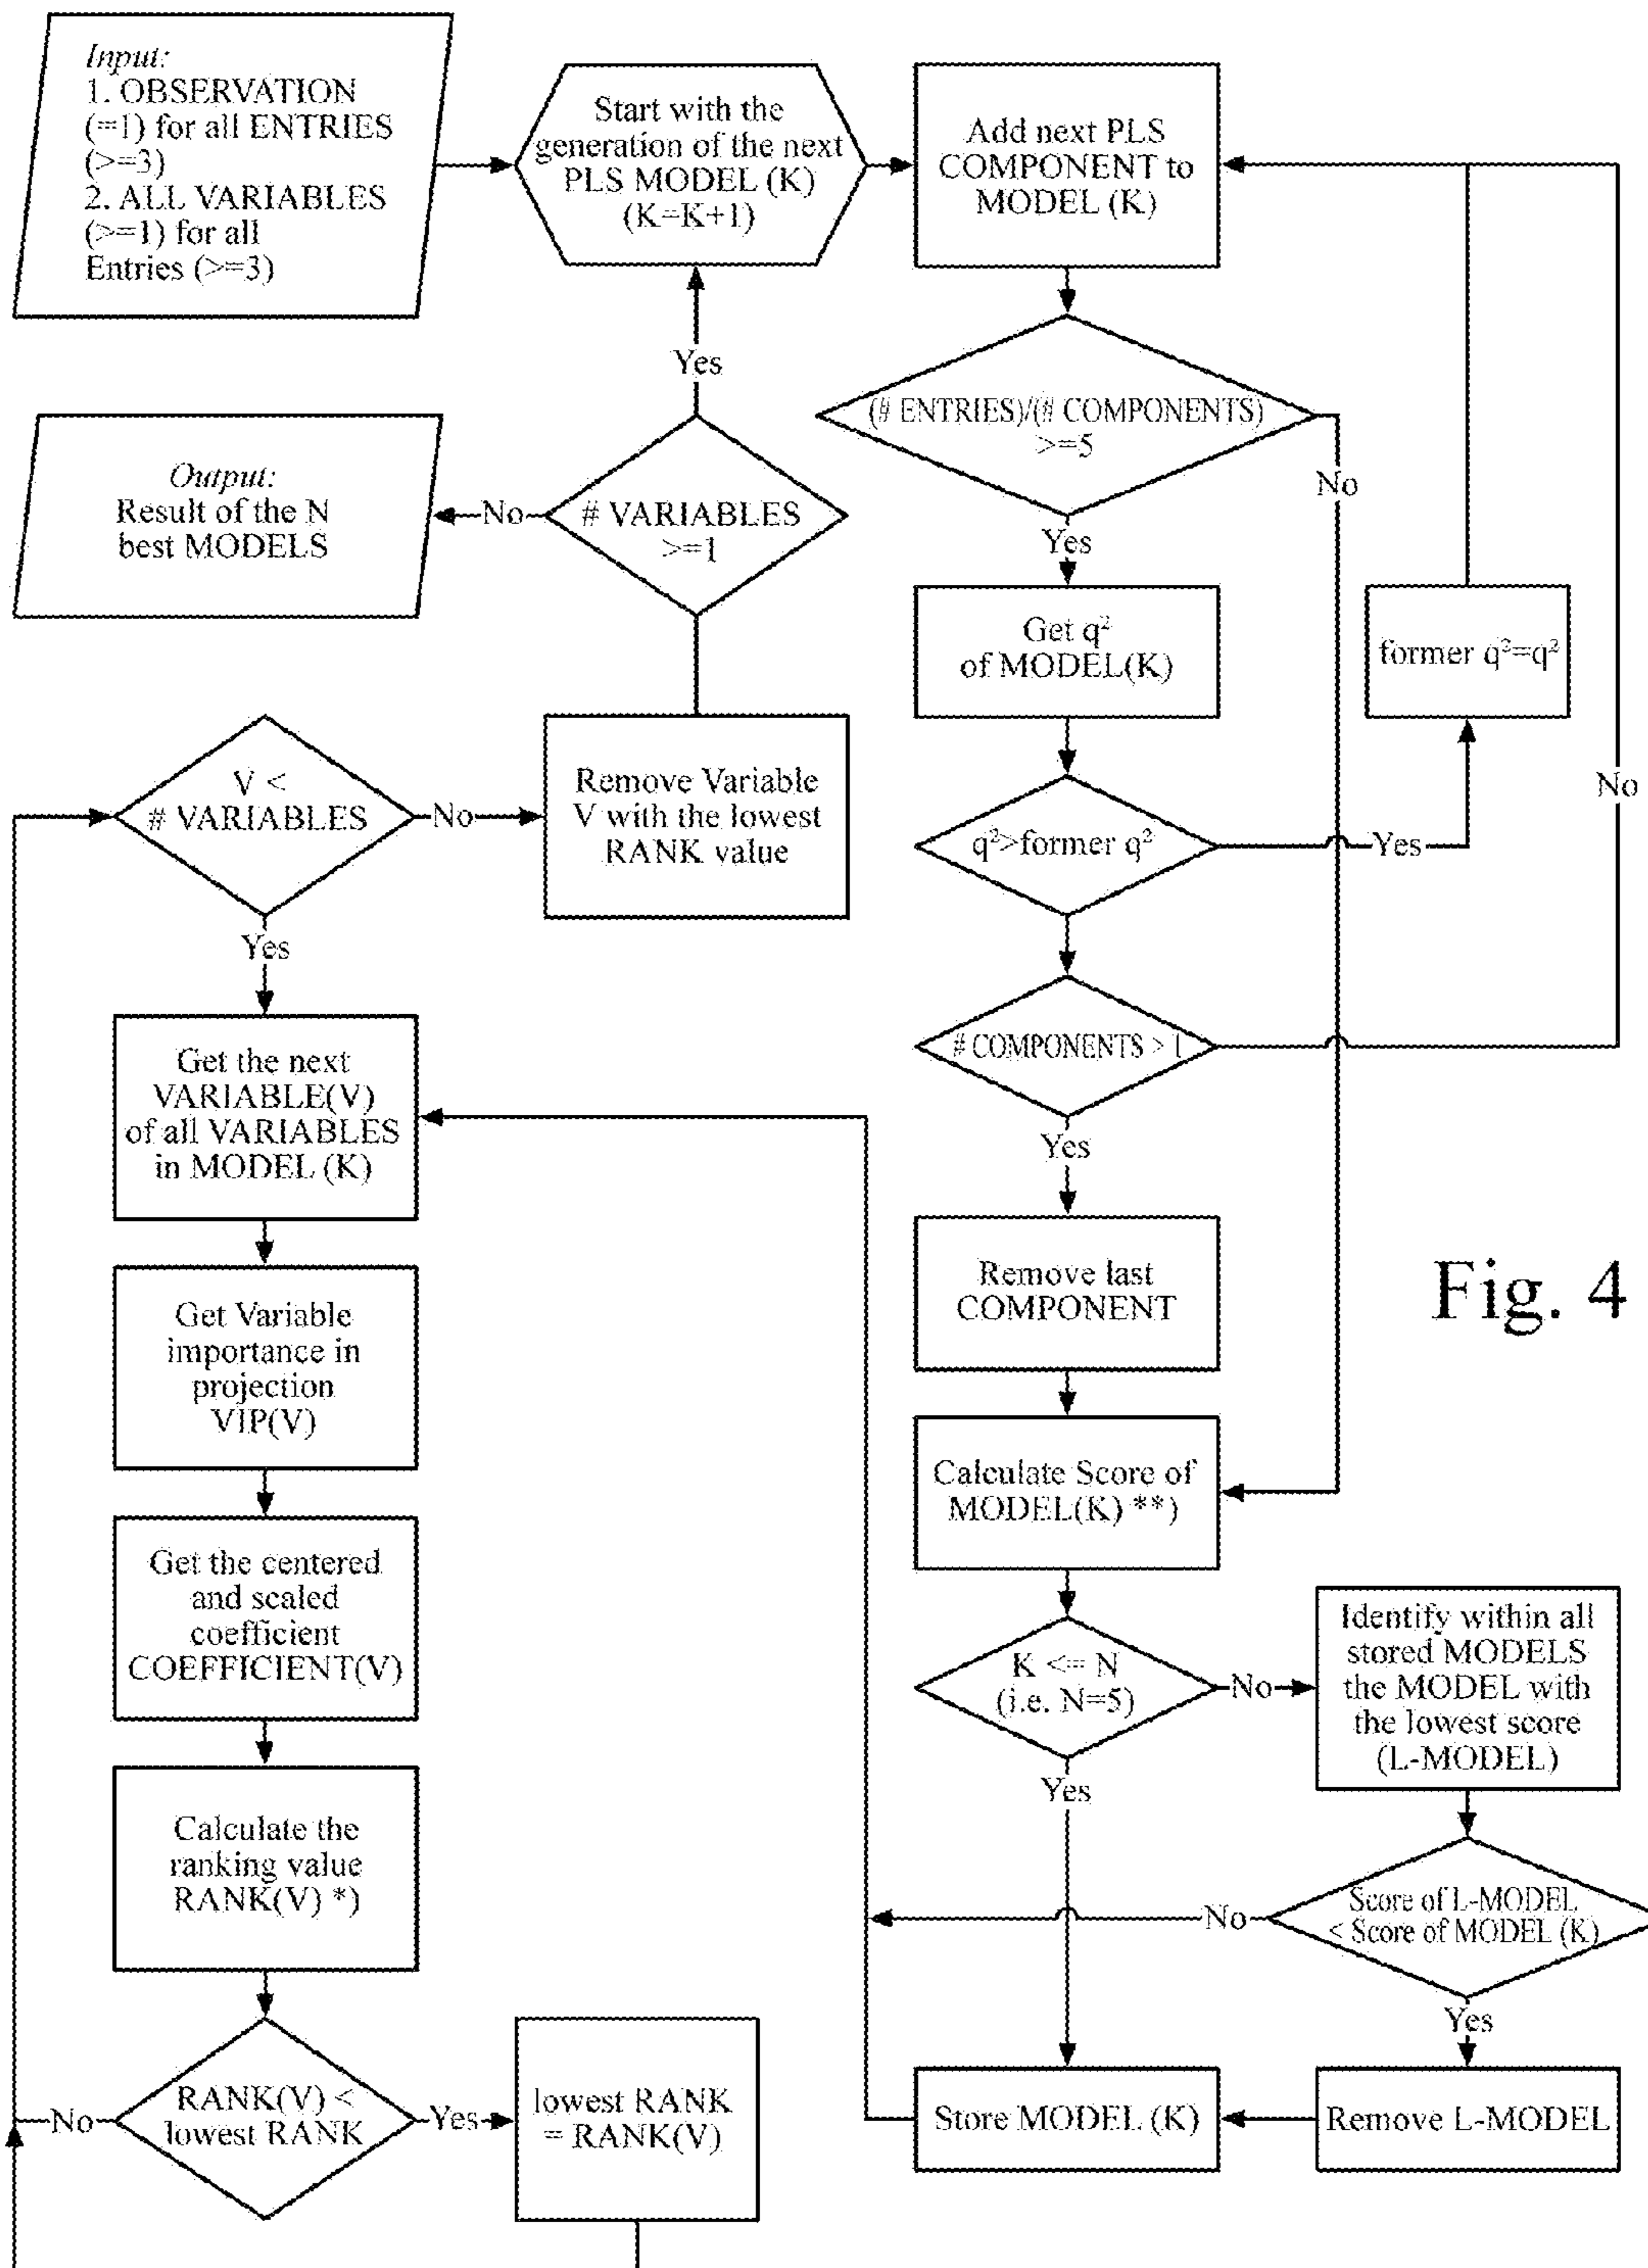 Input:
1. OBSERVATION
(=1) for all ENTRIES
(>=3)
2. ALL VARIABLES
(>=1) for all
Entries (>=3)
Start with the
generation of the next
PLS MODEL (K)
(K=K+1)
Add next PLS
COMPONENT to
MODEL (K)
Yes
(# ENTRIES)/(# COMPONENTS)
>=5
No
Output:
Result of the N
best MODELS
No
# VARIABLES
>=1
Yes
Get q²
of MODEL(K)
former q²=q²
V <
# VARIABLES
No
Remove Variable
V with the lowest
RANK value
q²>former q²
Yes
No
Yes
# COMPONENTS > 1
Yes
Get the next
VARIABLE(V)
of all VARIABLES
in MODEL (K)
Remove last
COMPONENT
Fig. 4
Get Variable
importance in
projection
VIP(V)
Calculate Score of
MODEL(K) **)
Get the centered
and scaled
coefficient
COEFFICIENT(V)
K <= N
(i.e. N=5)
No
Identify within all
stored MODELS
the MODEL with
the lowest score
(L-MODEL)
Yes
Calculate the
ranking value
RANK(V) *)
Score of L-MODEL
< Score of MODEL (K)
No
Yes
RANK(V) <
lowest RANK
No
Yes
lowest RANK
= RANK(V)
Store MODEL (K)
Remove L-MODEL